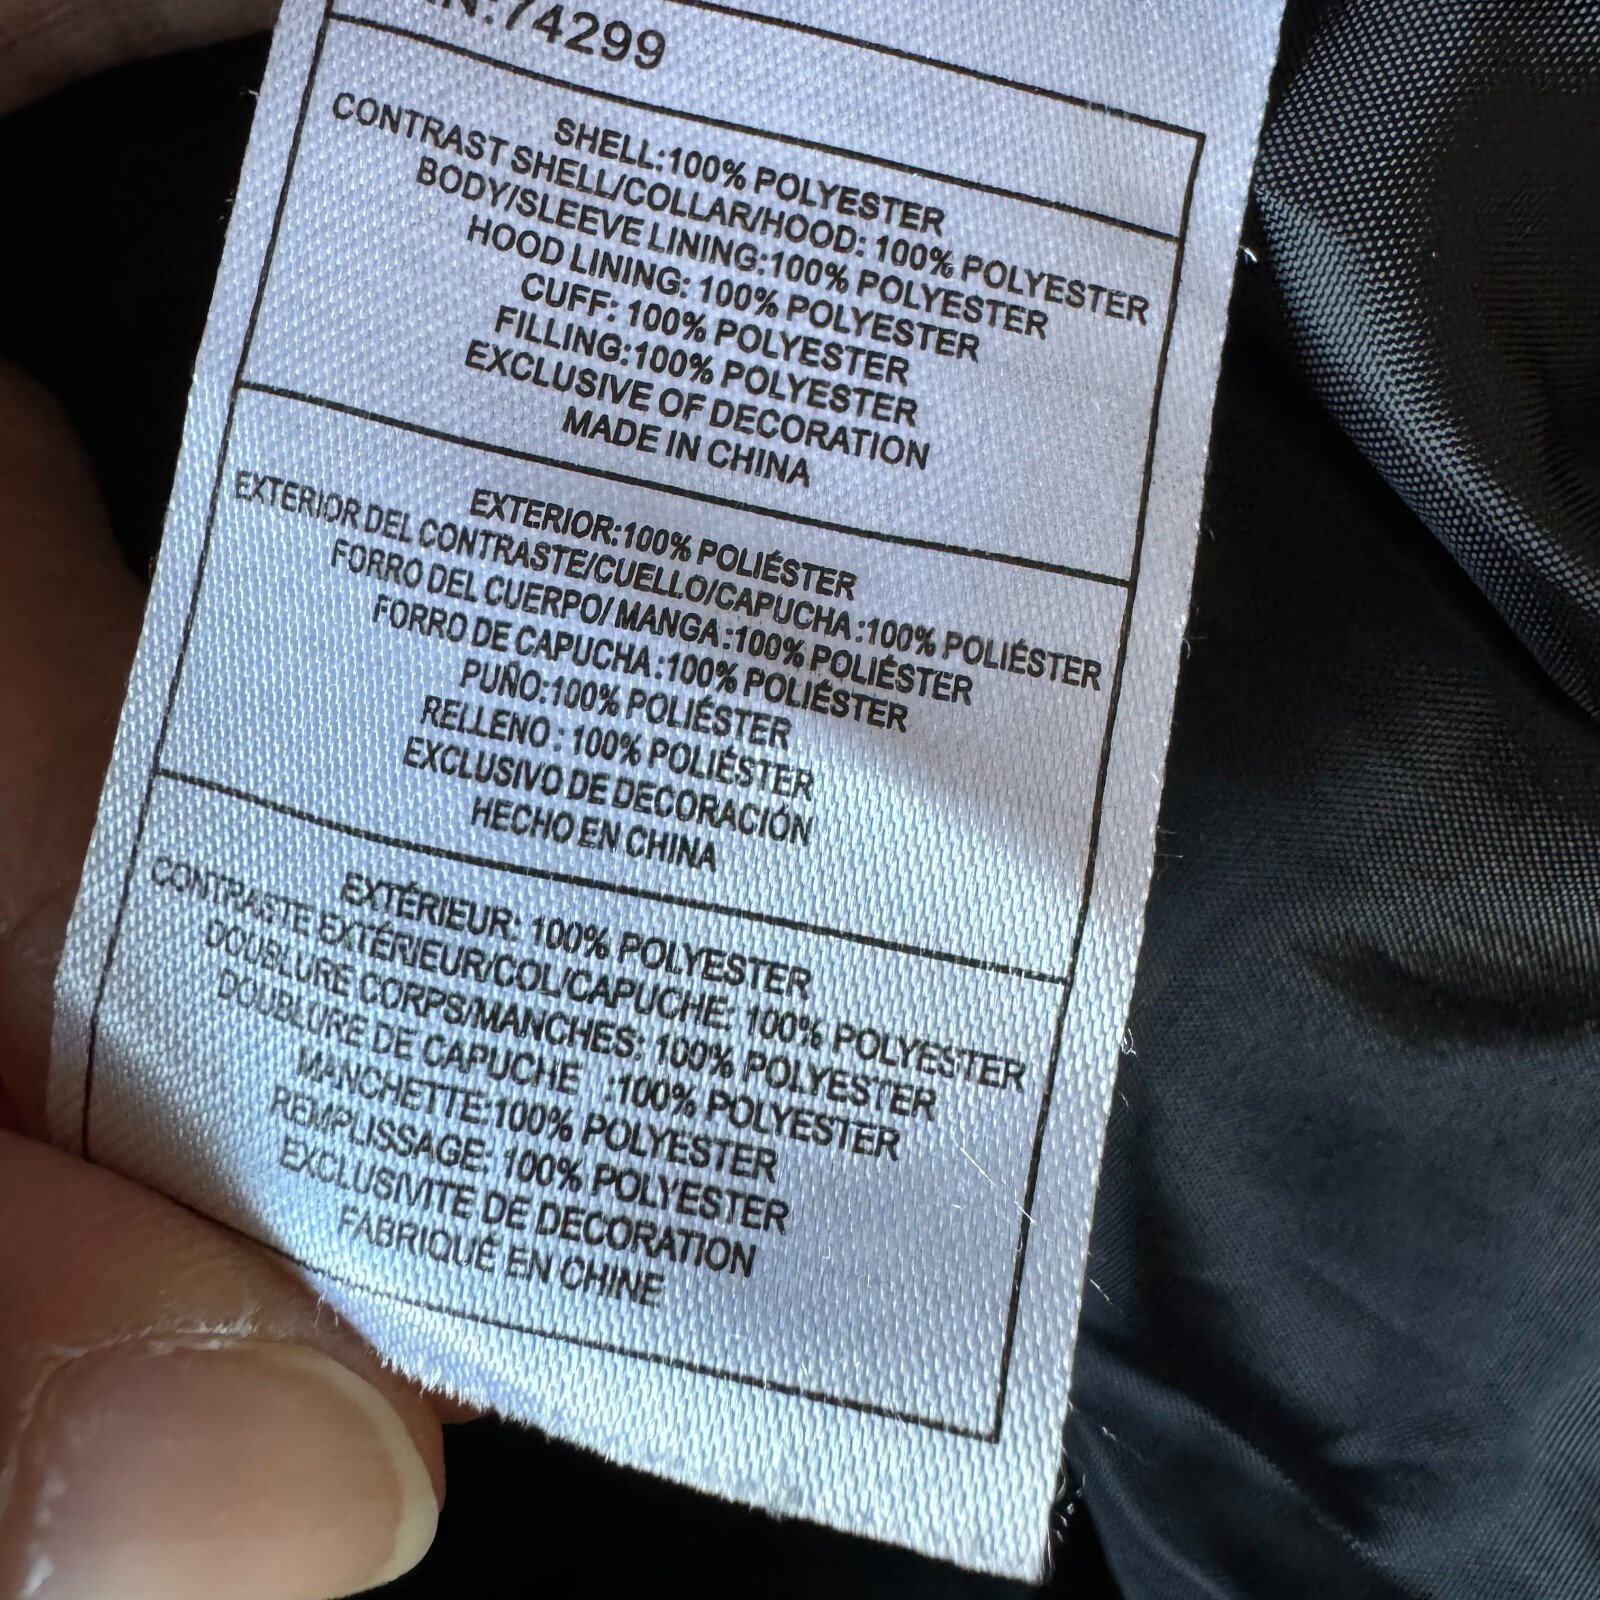 N:74299
SHELL:100% POLYESTER
CONTRAST SHELL/COLLAR/HOOD: 100% POLYESTER
BODY/SLEEVE LINING:100% POLYESTER
HOOD LINING: 100% POLYESTER
CUFF: 100% POLYESTER
FILLING:100% POLYESTER
EXCLUSIVE OF DECORATION
MADE IN CHINA
EXTERIOR:100% POLIÉSTER
EXTERIOR DEL CONTRASTE/CUELLO/CAPUCHA:100% POLIÉSTER
FORRO DEL CUERPO/ MANGA:100% POLIÉSTER
FORRO DE CAPUCHA:100% POLIÉSTER
PUÑO:100% POLIÉSTER
RELLENO: 100% POLIÉSTER
EXCLUSIVO DE DECORACIÓN
HECHO EN CHINA
EXTÉRIEUR: 100% POLYESTER
CONTRASTE EXTÉRIEUR/COL/CAPUCHE: 100% POLYESTER
DOUBLURE CORPS/MANCHES: 100% POLYESTER
DOUBLURE DE CAPUCHE :100% POLYESTER
MANCHETTE:100% POLYESTER
REMPLISSAGE: 100% POLYESTER
EXCLUSIVITE DE DECORATION
FABRIQUÉ EN CHINE